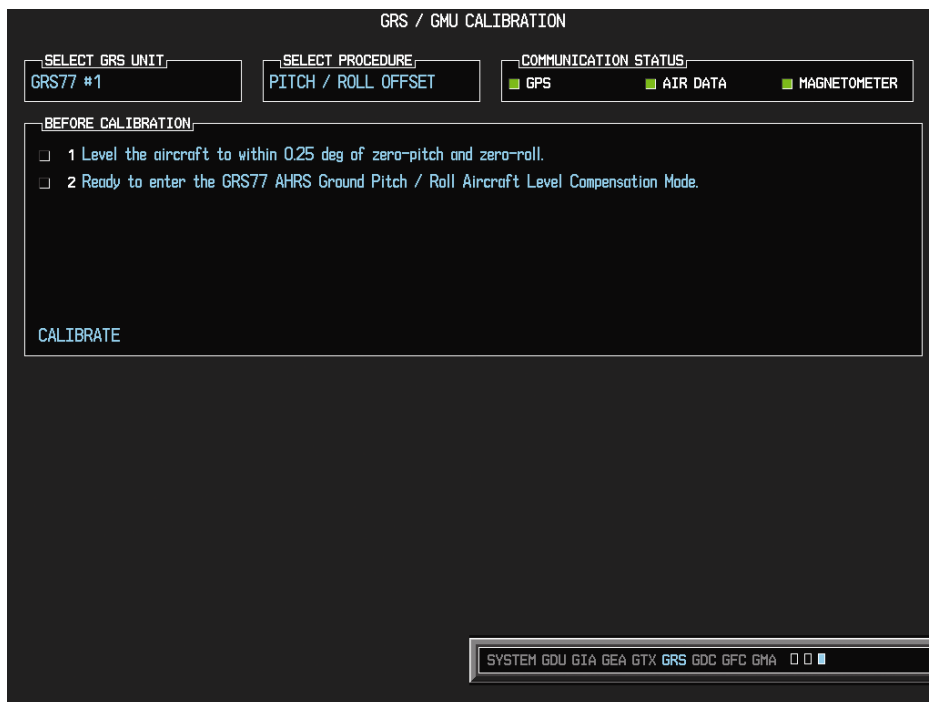 GRS / GMU CALIBRATION
SELECT GRS UNIT
GRS77 #1
SELECT PROCEDURE
PITCH / ROLL OFFSET
COMMUNICATION STATUS
GPS AIR DATA MAGNETOMETER
BEFORE CALIBRATION
1 Level the aircraft to within 0.25 deg of zero-pitch and zero-roll.
2 Ready to enter the GRS77 AHRS Ground Pitch / Roll Aircraft Level Compensation Mode.
CALIBRATE
SYSTEM GDU GIA GEA GTX GRS GDC GFC GMA